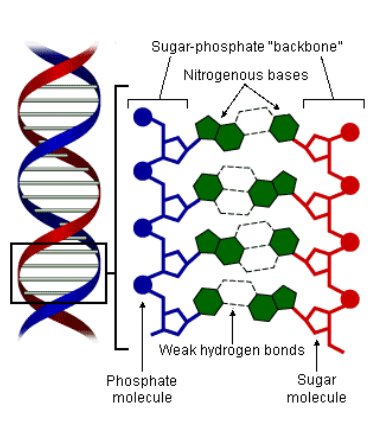 Sugar-phosphate "backbone"
Nitrogenous bases
Weak hydrogen bonds
Phosphate
molecule
Sugar
molecule